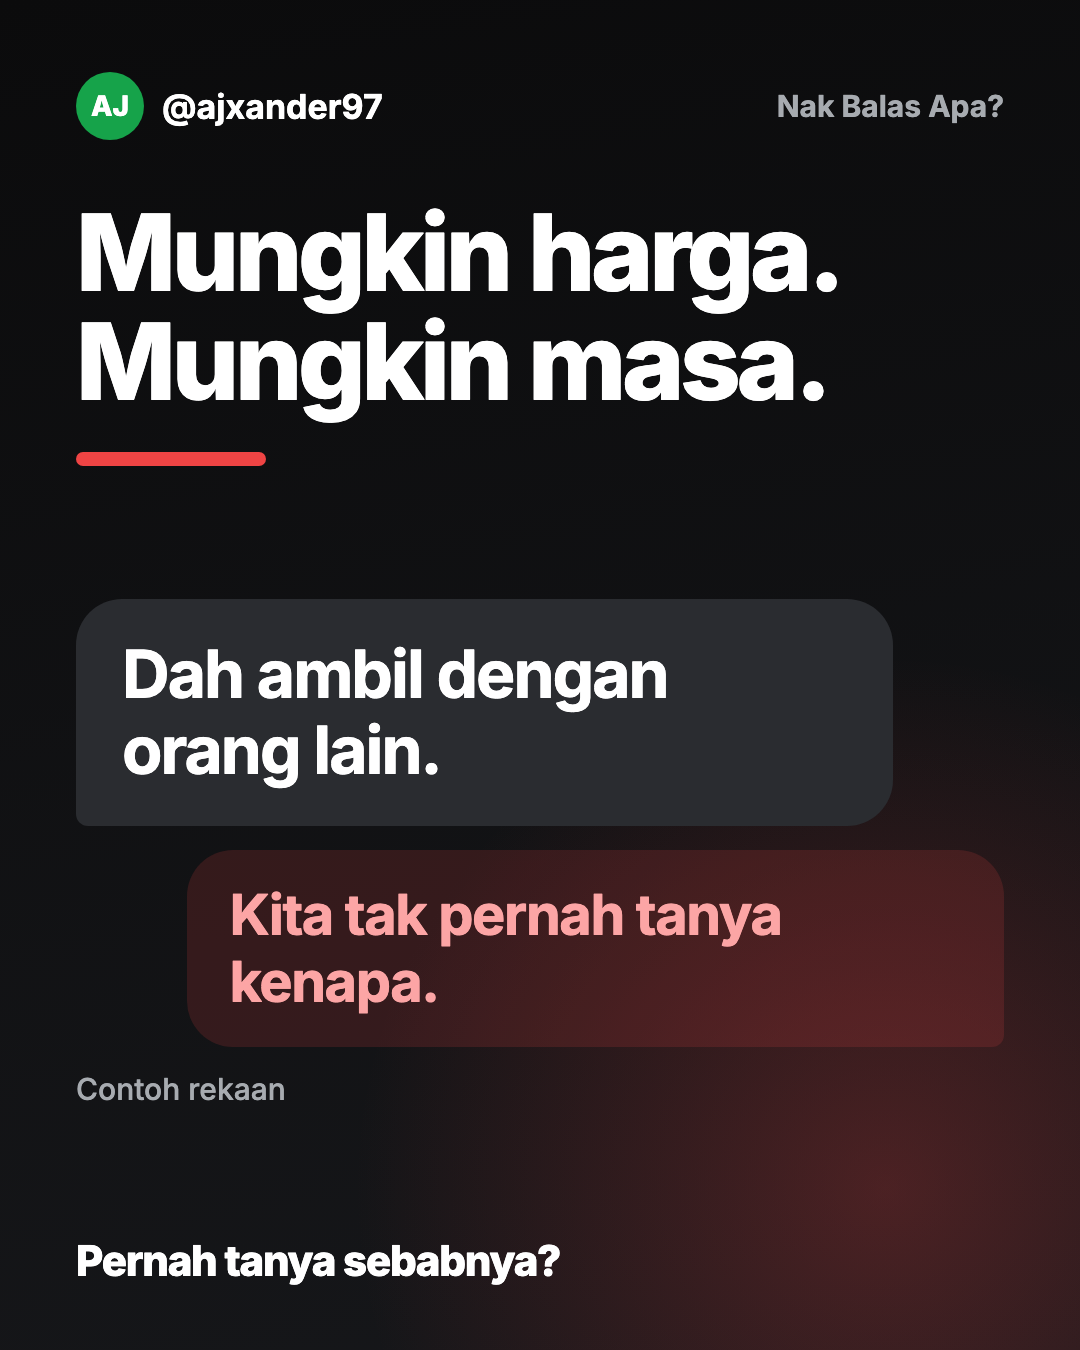 AJ @ajxander97
Nak Balas Apa?
Mungkin harga.
Mungkin masa.
Dah ambil dengan
orang lain.
Kita tak pernah tanya
kenapa.
Contoh rekaan
Pernah tanya sebabnya?